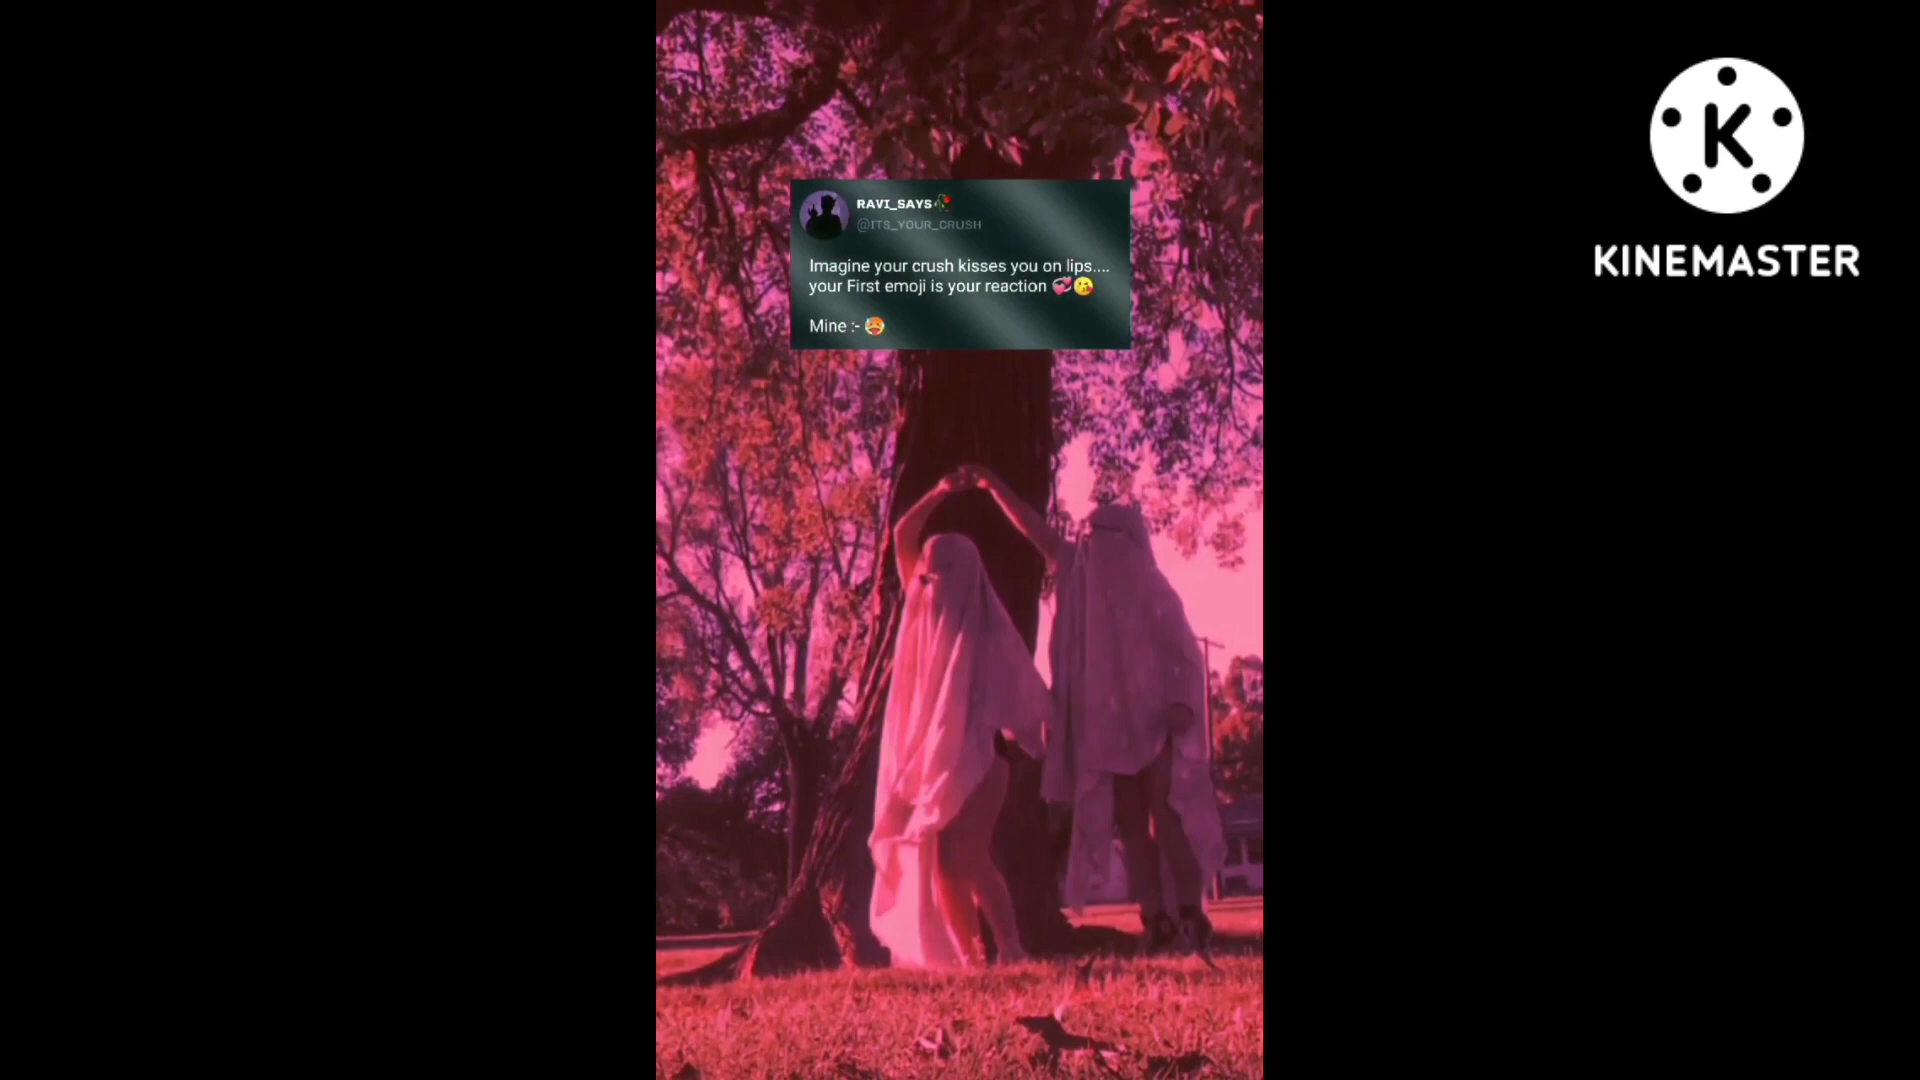 RAVI_SAYS🥀
@ITS_YOUR_CRUSH
Imagine your crush kisses you on lips....
your First emoji is your reaction 💞😘
Mine :- 🥵
K
KINEMASTER